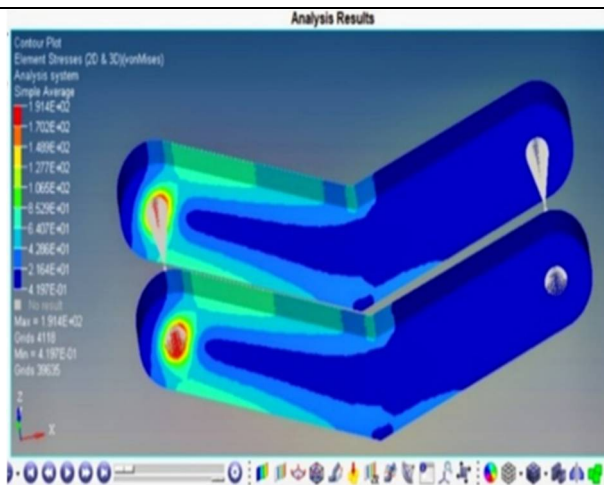 Analysis Results
Contour Plot
Element Stresses (2D & 3D)(vonMises)
Analysis system
Simple Average
1.914E+02
1.702E+02
1.489E+02
1.277E+02
1.065E+02
8.529E+01
6.407E+01
4.286E+01
2.164E+01
4.197E-01
No result
Max = 1.914E+02
Grids 4118
Min = 4.197E-01
Grids 39635
Z
X